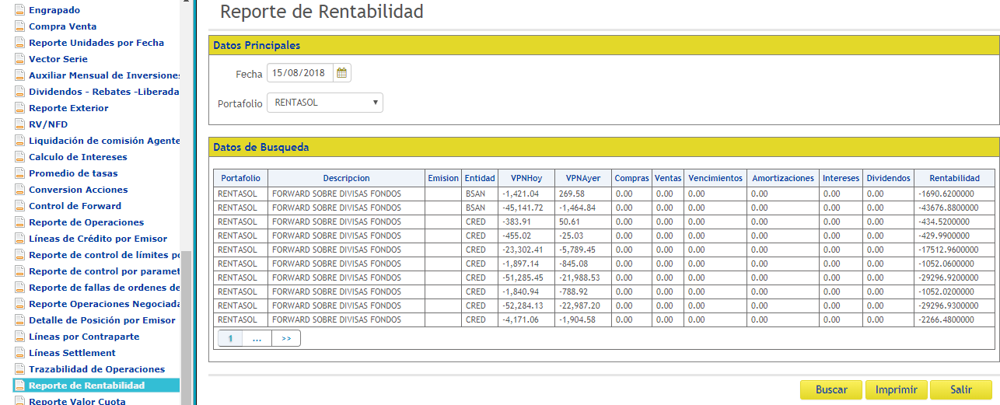 Engrapado
Compra Venta
Reporte Unidades por Fecha
Vector Serie
Auxiliar Mensual de Inversiones
Dividendos - Rebates -Liberada
Reporte Exterior
RV/NFD
Liquidación de comisión Agente
Calculo de Intereses
Promedio de tasas
Conversion Acciones
Control de Forward
Reporte de Operaciones
Líneas de Crédito por Emisor
Reporte de control de límites po
Reporte de control por paramet
Reporte de fallas de ordenes de
Reporte Operaciones Negociada
Detalle de Posición por Emisor
Líneas por Contraparte
Líneas Settlement
Trazabilidad de Operaciones
Reporte de Rentabilidad
Reporte Valor Cuota
Reporte de Rentabilidad
Datos Principales
Fecha 15/08/2018
Portafolio RENTASOL
Datos de Busqueda
Portafolio Descripcion Emision Entidad VPNHoy VPNAyer Compras Ventas Vencimientos Amortizaciones Intereses Dividendos Rentabilidad
RENTASOL FORWARD SOBRE DIVISAS FONDOS BSAN -1,421.04 269.58 0.00 0.00 0.00 0.00 0.00 0.00 -1690.6200000
RENTASOL FORWARD SOBRE DIVISAS FONDOS BSAN -45,141.72 -1,464.84 0.00 0.00 0.00 0.00 0.00 0.00 -43676.8800000
RENTASOL FORWARD SOBRE DIVISAS FONDOS CRED -383.91 50.61 0.00 0.00 0.00 0.00 0.00 0.00 -434.5200000
RENTASOL FORWARD SOBRE DIVISAS FONDOS CRED -455.02 -25.03 0.00 0.00 0.00 0.00 0.00 0.00 -429.9900000
RENTASOL FORWARD SOBRE DIVISAS FONDOS CRED -23,302.41 -5,789.45 0.00 0.00 0.00 0.00 0.00 0.00 -17512.9600000
RENTASOL FORWARD SOBRE DIVISAS FONDOS CRED -1,897.14 -845.08 0.00 0.00 0.00 0.00 0.00 0.00 -1052.0600000
RENTASOL FORWARD SOBRE DIVISAS FONDOS CRED -51,285.45 -21,988.53 0.00 0.00 0.00 0.00 0.00 0.00 -29296.9200000
RENTASOL FORWARD SOBRE DIVISAS FONDOS CRED -1,840.94 -788.92 0.00 0.00 0.00 0.00 0.00 0.00 -1052.0200000
RENTASOL FORWARD SOBRE DIVISAS FONDOS CRED -52,284.13 -22,987.20 0.00 0.00 0.00 0.00 0.00 0.00 -29296.9300000
RENTASOL FORWARD SOBRE DIVISAS FONDOS CRED -4,171.06 -1,904.58 0.00 0.00 0.00 0.00 0.00 0.00 -2266.4800000
1 ... >>
Buscar Imprimir Salir